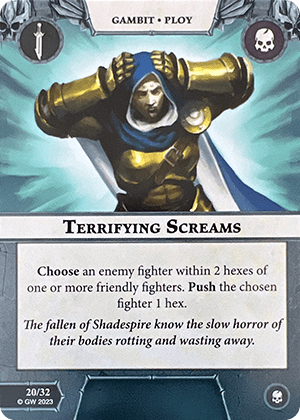 GAMBIT • PLOY
TERRIFYING SCREAMS
Choose an enemy fighter within 2 hexes of
one or more friendly fighters. Push the chosen
fighter 1 hex.
The fallen of Shadespire know the slow horror of
their bodies rotting and wasting away.
20/32
© GW 2023